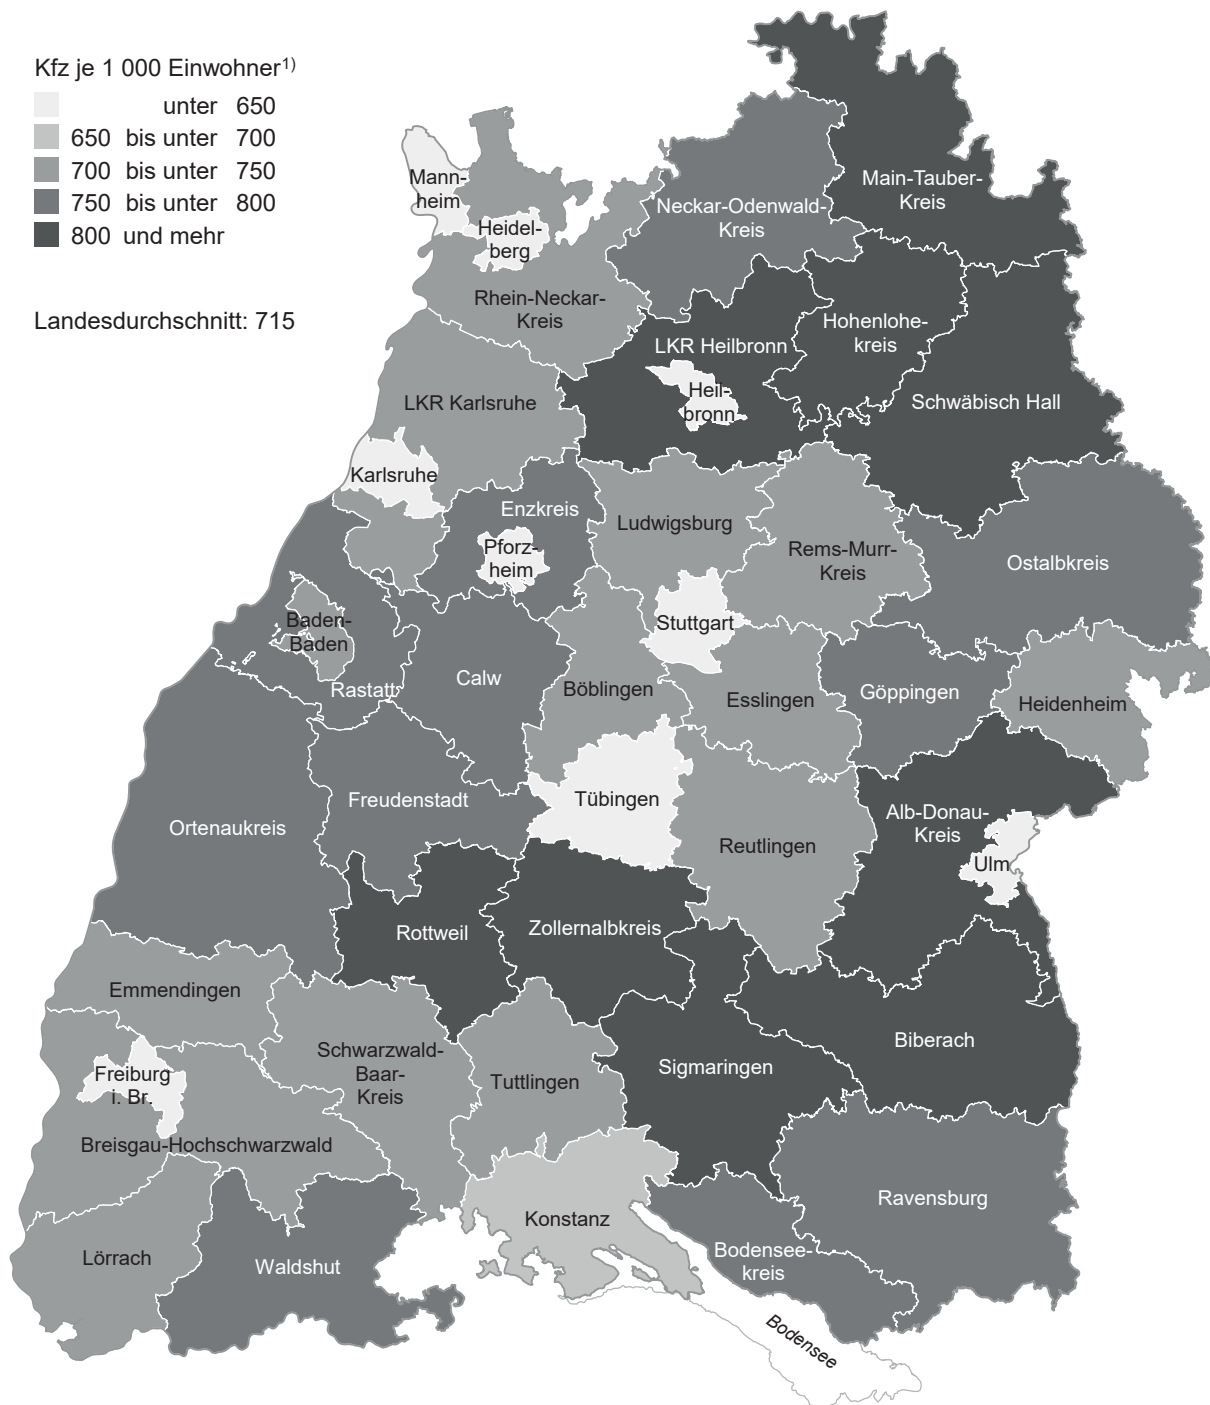 Kfz je 1 000 Einwohner1)
unter 650
650 bis unter 700
700 bis unter 750
750 bis unter 800
800 und mehr
Landesdurchschnitt: 715
Main-Tauber-
Kreis
Mann-
heim
Neckar-Odenwald-
Kreis
Heidel-
berg
Rhein-Neckar-
Kreis
Hohenlohe-
kreis
LKR Heilbronn
Heil-
bronn
LKR Karlsruhe
Schwäbisch Hall
Karlsruhe
Enzkreis
Ludwigsburg
Pforz-
heim
Rems-Murr-
Kreis
Ostalbkreis
Baden-
Baden
Stuttgart
Rastatt
Calw
Böblingen
Esslingen
Göppingen
Heidenheim
Freudenstadt
Tübingen
Ortenaukreis
Reutlingen
Alb-Donau-
Kreis
Ulm
Rottweil
Zollernalbkreis
Emmendingen
Biberach
Schwarzwald-
Baar-
Kreis
Sigmaringen
Freiburg
i. Br.
Tuttlingen
Breisgau-Hochschwarzwald
Ravensburg
Konstanz
Lörrach
Waldshut
Bodensee-
kreis
Bodensee